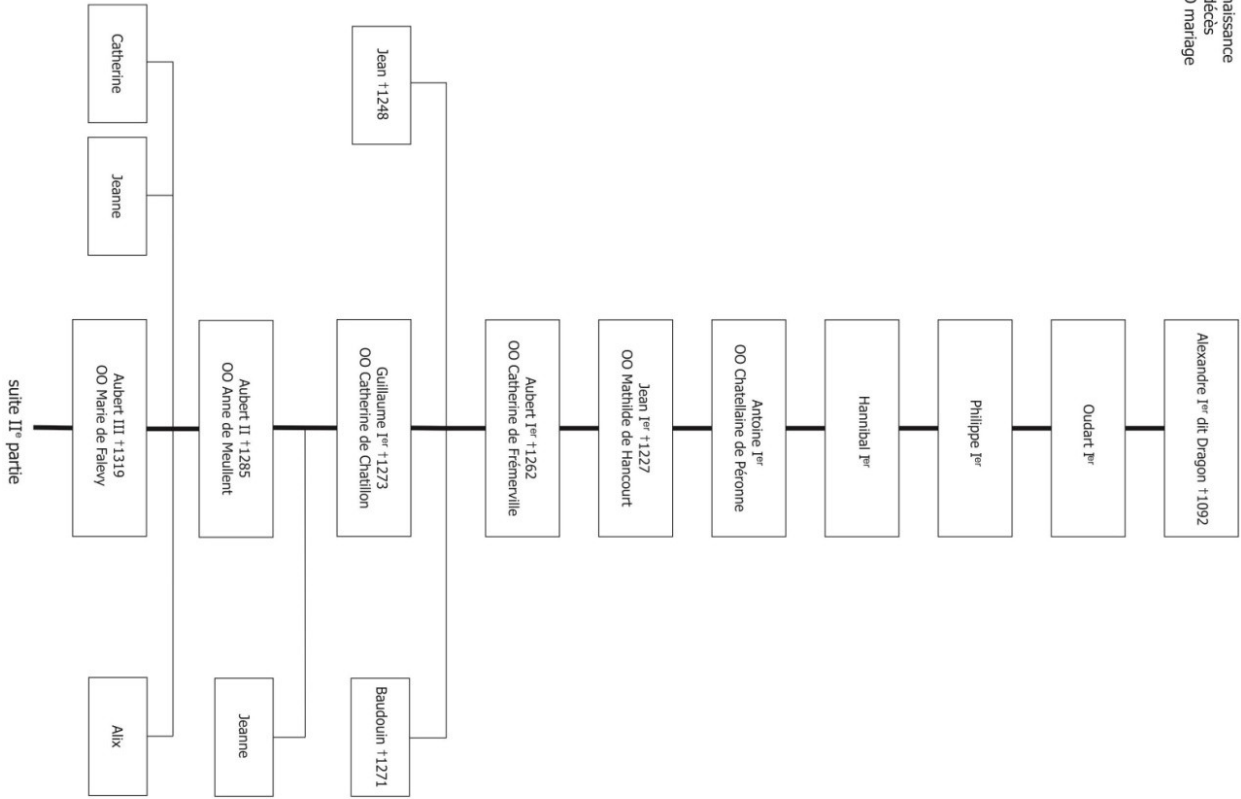 naissance
décès
O mariage
Alexandre Iᵉʳ dit Dragon †1092
Oudart Iᵉʳ
Philippe Iᵉʳ
Hannibal Iᵉʳ
Antoine Iᵉʳ
OO Chatellaine de Péronne
Jean Iᵉʳ †1227
OO Mathilde de Hancourt
Aubert Iᵉʳ †1262
OO Catherine de Frémerville
Jean †1248
Guillaume Iᵉʳ †1273
OO Catherine de Chatillon
Baudouin †1271
Aubert II †1285
OO Anne de Meullent
Jeanne
Catherine
Jeanne
Aubert III †1319
OO Marie de Falevy
Alix
suite IIᵉ partie